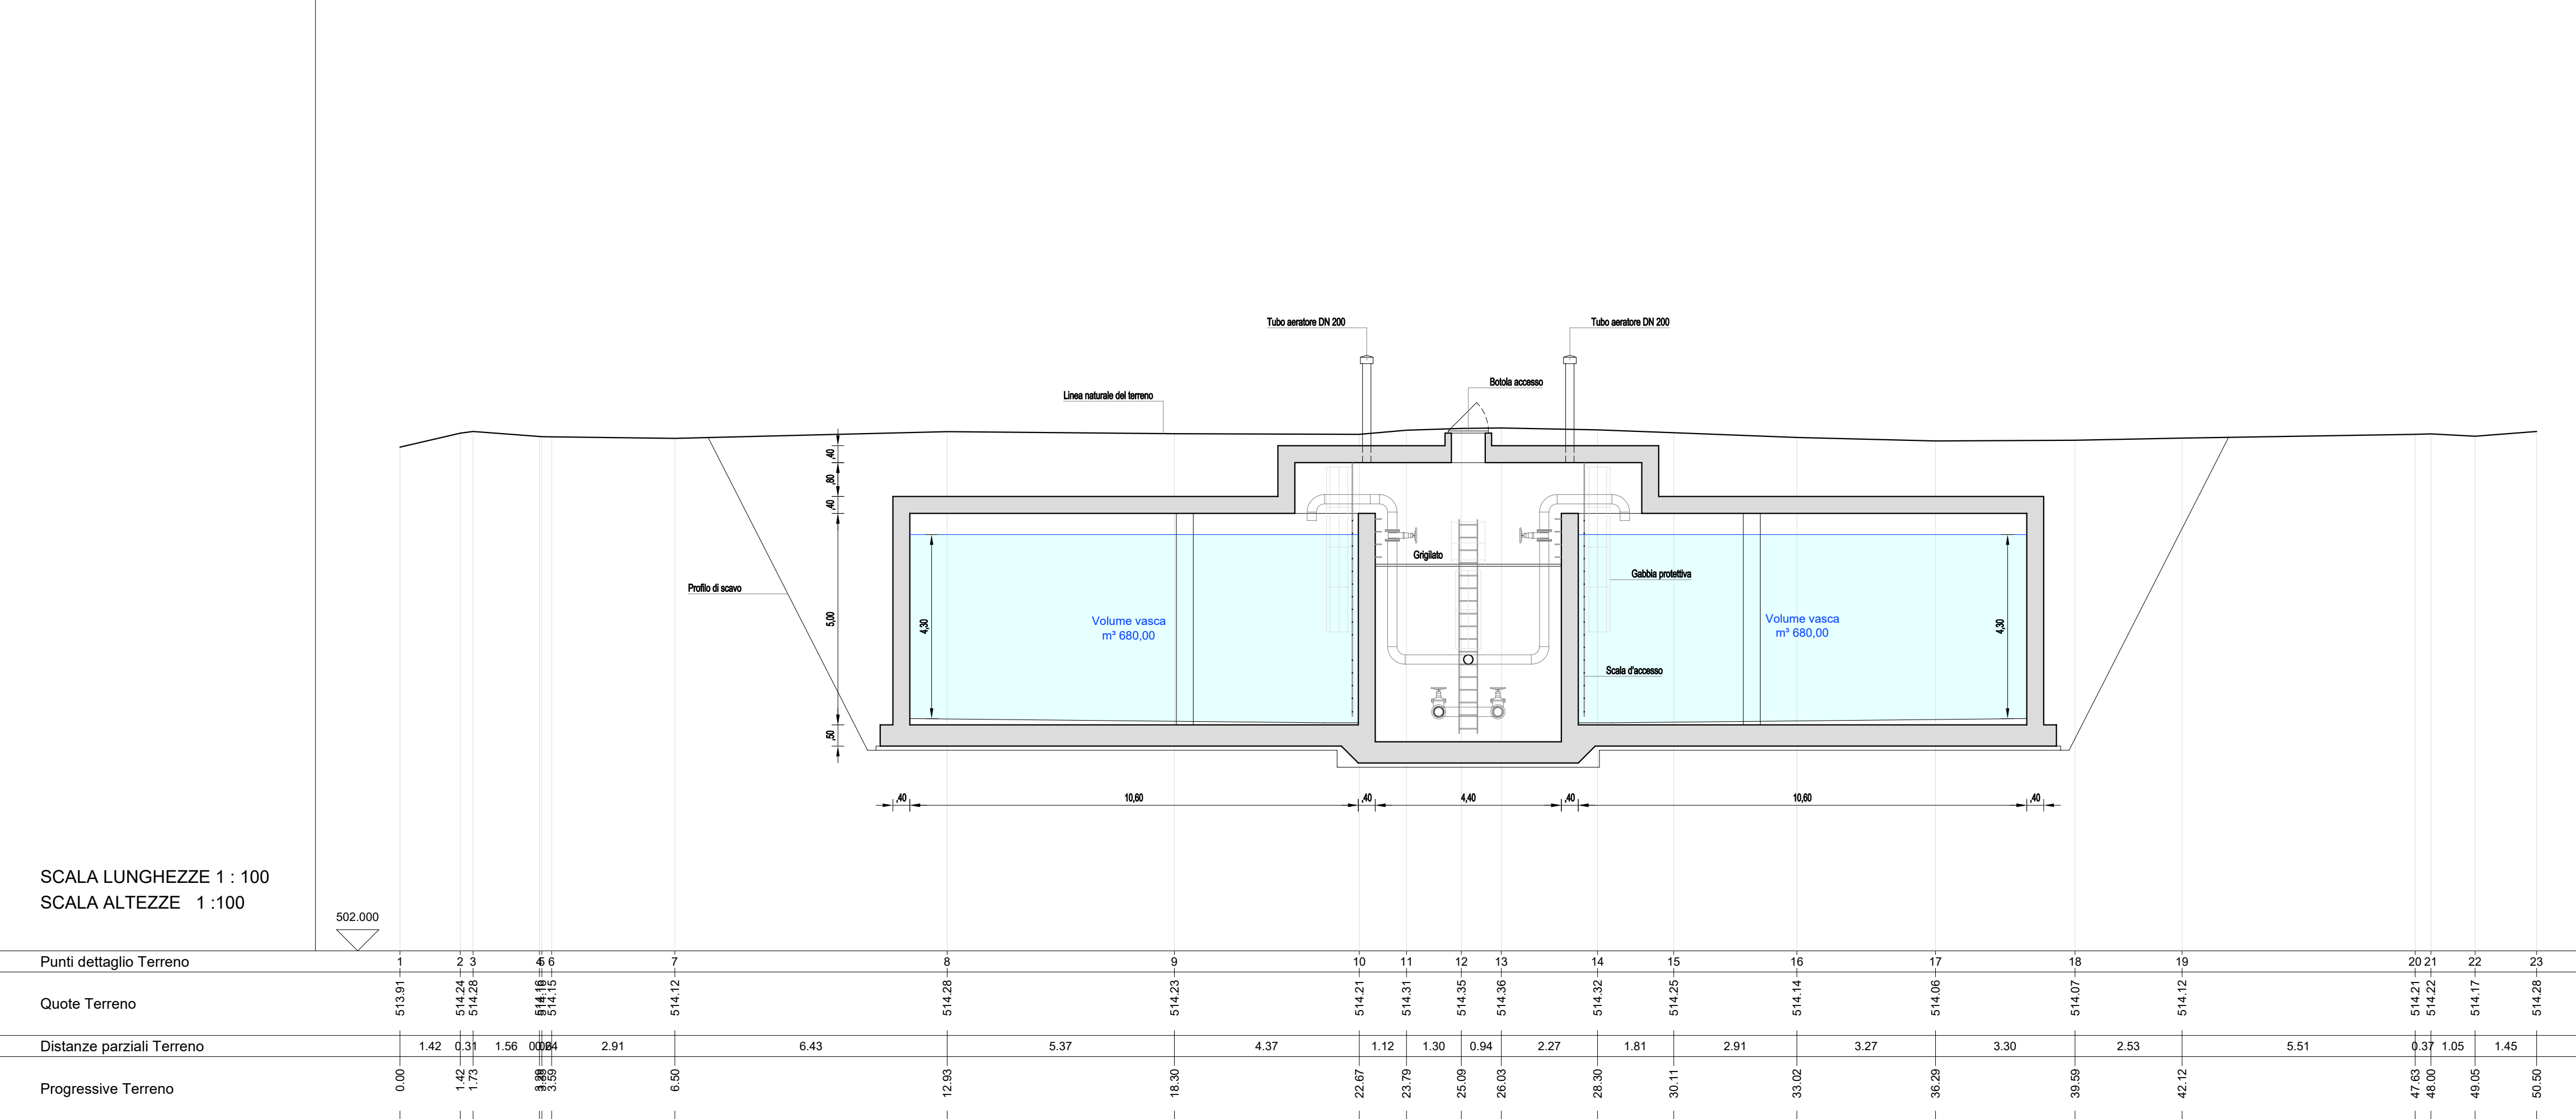 Tubo aeratore DN 200
Tubo aeratore DN 200
Botola accesso
Linea naturale del terreno
,40
,80
,40
5,00
,50
Grigilato
Gabbia protettiva
Profilo di scavo
4,30
4,30
Volume vasca
m³ 680,00
Volume vasca
m³ 680,00
Scala d'accesso
,40 10,60 ,40 4,40 ,40 10,60 ,40
SCALA LUNGHEZZE 1 : 100
SCALA ALTEZZE 1 :100
502.000
Punti dettaglio Terreno 1 2 3 4 5 6 7 8 9 10 11 12 13 14 15 16 17 18 19 20 21 22 23
Quote Terreno 513.91 514.24 514.28 514.16 514.15 514.12 514.28 514.23 514.21 514.31 514.35 514.36 514.32 514.25 514.14 514.06 514.07 514.12 514.21 514.22 514.17 514.28
Distanze parziali Terreno 1.42 0.31 1.56 2.91 6.43 5.37 4.37 1.12 1.30 0.94 2.27 1.81 2.91 3.27 3.30 2.53 5.51 0.37 1.05 1.45
Progressive Terreno 0.00 1.42 1.73 3.59 6.50 12.93 18.30 22.67 23.79 25.09 26.03 28.30 30.11 33.02 36.29 39.59 42.12 47.63 48.00 49.05 50.50